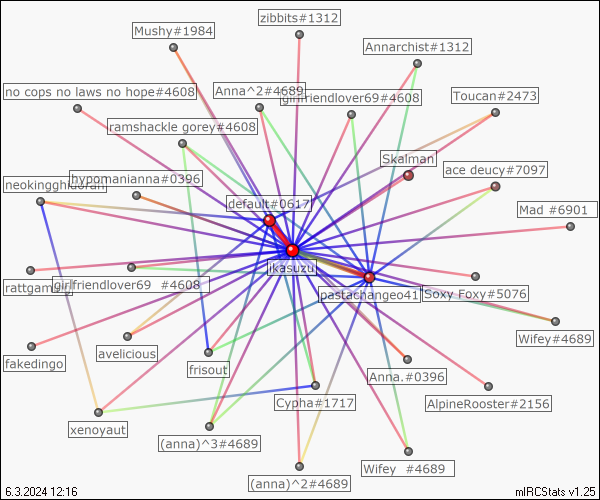 zibbits#1312
Mushy#1984
Annarchist#1312
no cops no laws no hope#4608
Anna^2#4689
girlfriendlover69#4608
Toucan#2473
ramshackle gorey#4608
Skalman
ace deucy#7097
hypomanianna#0396
neokingghidorah
default#0617
Mad #6901
ikasuzu
rattgamur
girlfriendlover69 #4608
pastachangeo41
Soxy Foxy#5076
Wifey#4689
fakedingo
avelicious
frisout
Anna.#0396
Cypha#1717
AlpineRooster#2156
xenoyaut
(anna)^3#4689
Wifey #4689
(anna)^2#4689
6.3.2024 12:16
mIRCStats v1.25